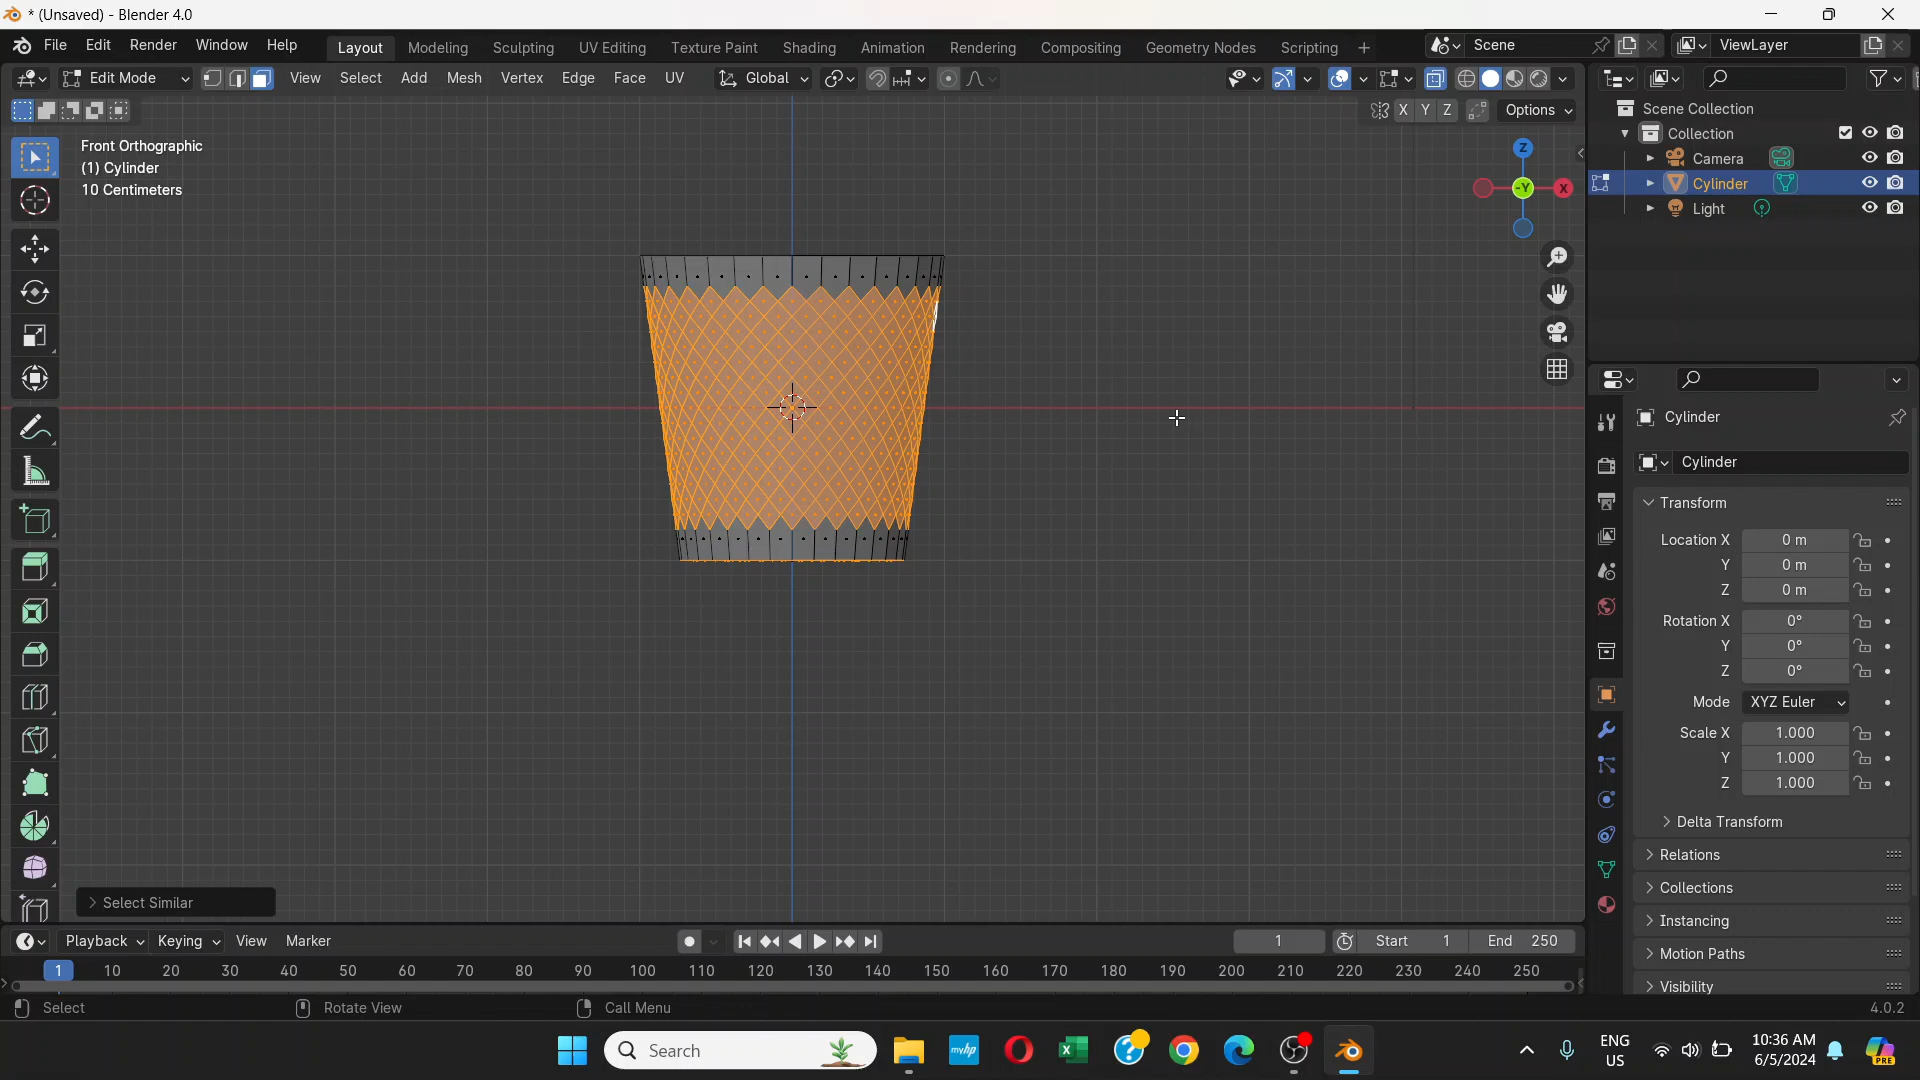 * (Unsaved) - Blender 4.0
File Edit Render Window Help Layout Modeling Sculpting UV Editing Texture Paint Shading Animation Rendering Compositing Geometry Nodes Scripting + Scene ViewLayer
Edit Mode View Select Add Mesh Vertex Edge Face UV Global
X Y Z Options
Front Orthographic
(1) Cylinder
10 Centimeters
Z
-Y X
Scene Collection
Collection
Camera
Cylinder
Light
Cylinder
Cylinder
Transform
Location X 0 m
Y 0 m
Z 0 m
Rotation X 0°
Y 0°
Z 0°
Mode XYZ Euler
Scale X 1.000
Y 1.000
Z 1.000
Delta Transform
Relations
Collections
Instancing
Motion Paths
Visibility
Select Similar
Playback Keying View Marker 1 Start 1 End 250
1 10 20 30 40 50 60 70 80 90 100 110 120 130 140 150 160 170 180 190 200 210 220 230 240 250
Select Rotate View Call Menu 4.0.2
Search myhp ENG US 10:36 AM 6/5/2024 PRE